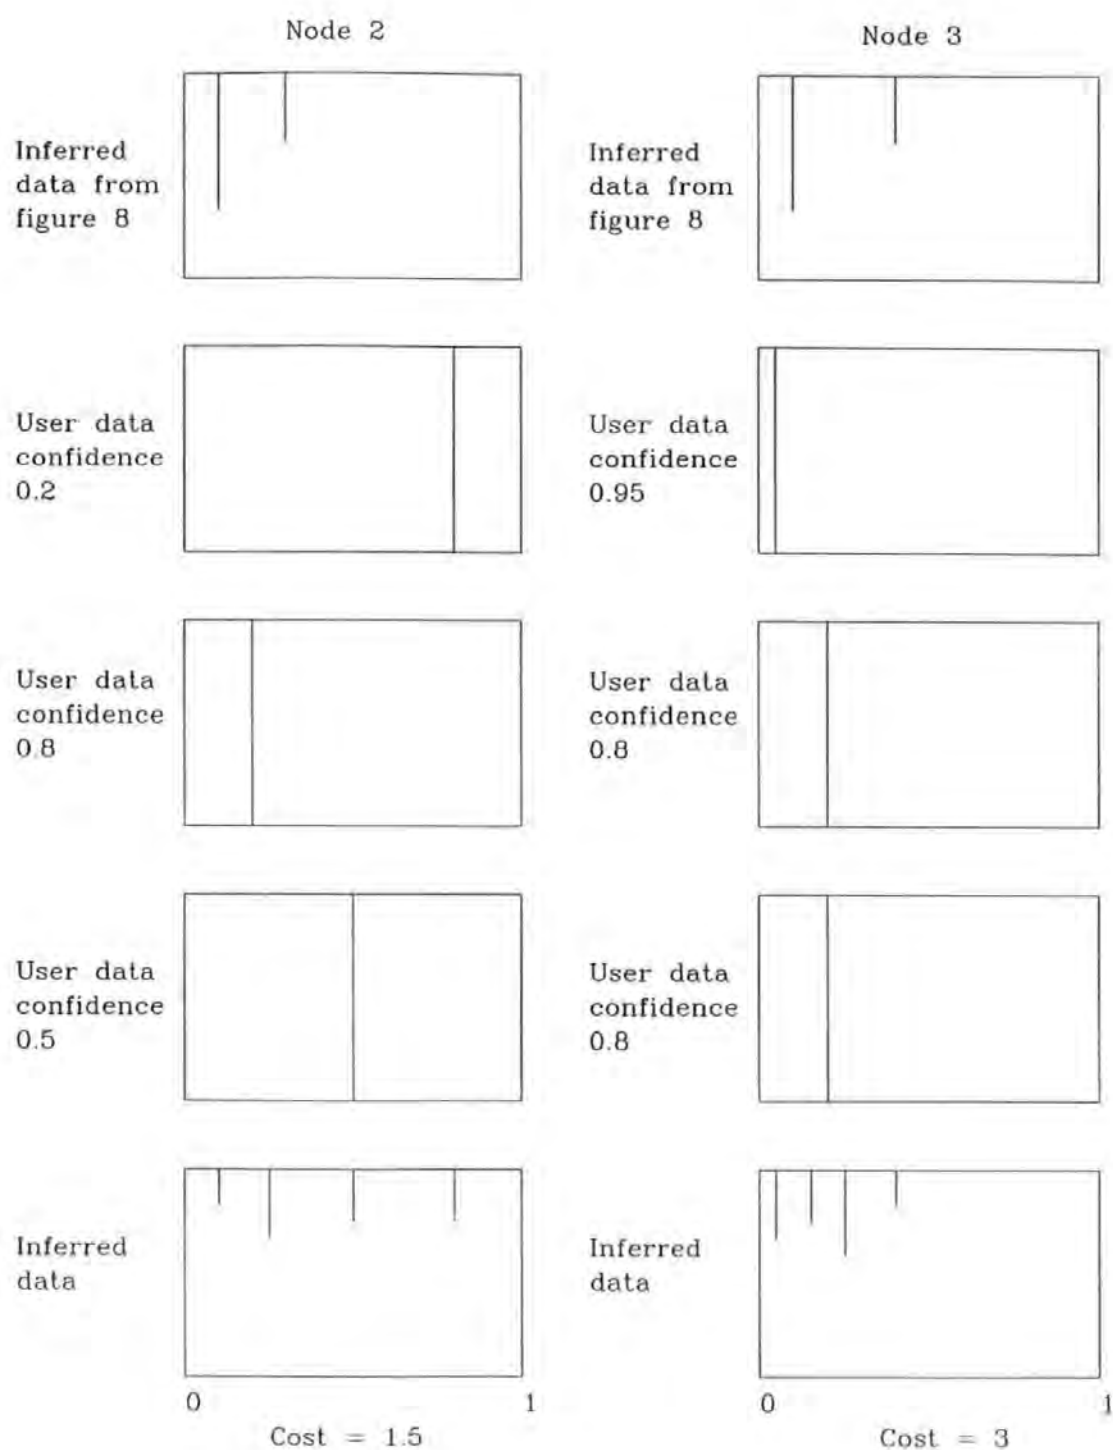 Node 2
Node 3
Inferred
data from
figure 8
Inferred
data from
figure 8
User data
confidence
0.2
User data
confidence
0.95
User data
confidence
0.8
User data
confidence
0.8
User data
confidence
0.5
User data
confidence
0.8
Inferred
data
Inferred
data
0 1
0 1
Cost = 1.5
Cost = 3